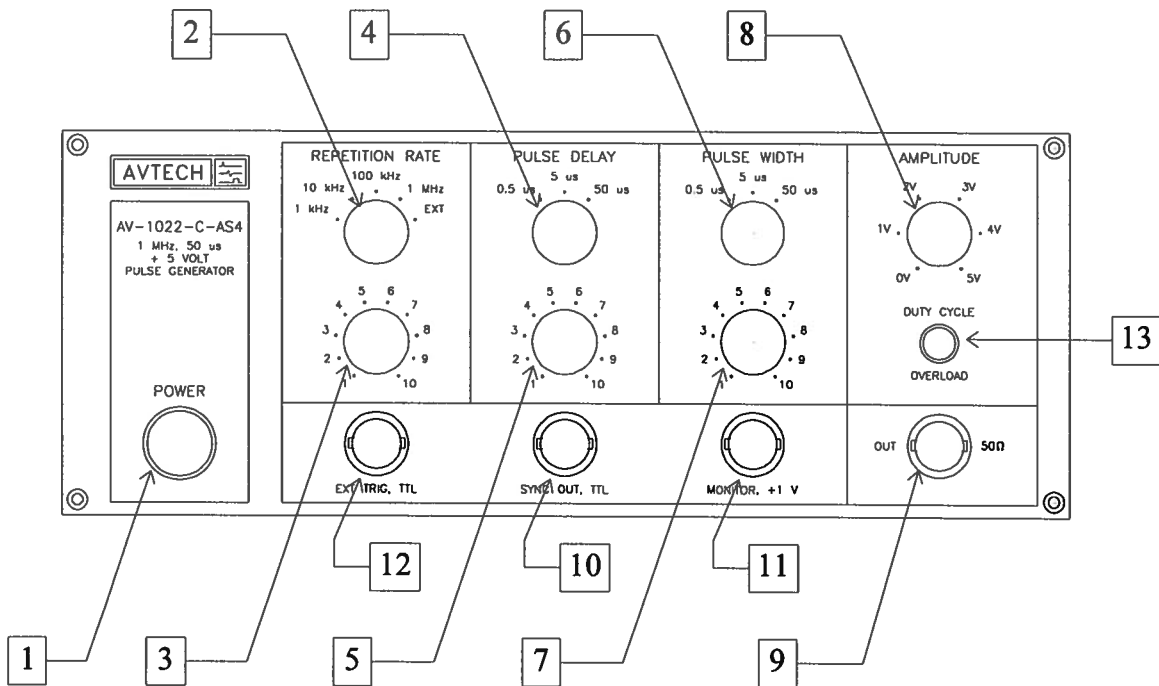 2
4
6
8
AVTECH
AV-1022-C-AS4
1 MHz, 50 us
+ 5 VOLT
PULSE GENERATOR
POWER
REPETITION RATE
100 kHz
10 kHz
1 MHz
1 kHz
EXT
5
6
4
7
3
8
2
9
1
10
EXT TRIG, TTL
PULSE DELAY
5 us
0.5 us
50 us
5
6
4
7
3
8
2
9
1
10
SYNC OUT, TTL
PULSE WIDTH
5 us
0.5 us
50 us
5
6
4
7
3
8
2
9
1
10
MONITOR, +1 V
AMPLITUDE
2V
3V
1V
4V
0V
5V
DUTY CYCLE
OVERLOAD
OUT
50Ω
13
12
10
11
1
3
5
7
9